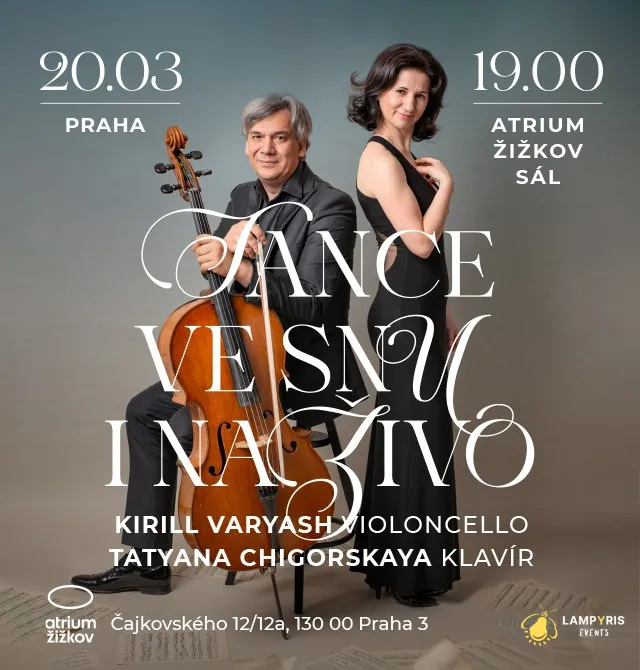 20.03
PRAHA
19.00
ATRIUM
ŽIŽKOV
SÁL
TANCE
VE SNU
I NAŽIVO
KIRILL VARYASH VIOLONCELLO
TATYANA CHIGORSKAYA KLAVÍR
atrium
žižkov
Čajkovského 12/12a, 130 00 Praha 3
LAMPYRIS
EVENTS